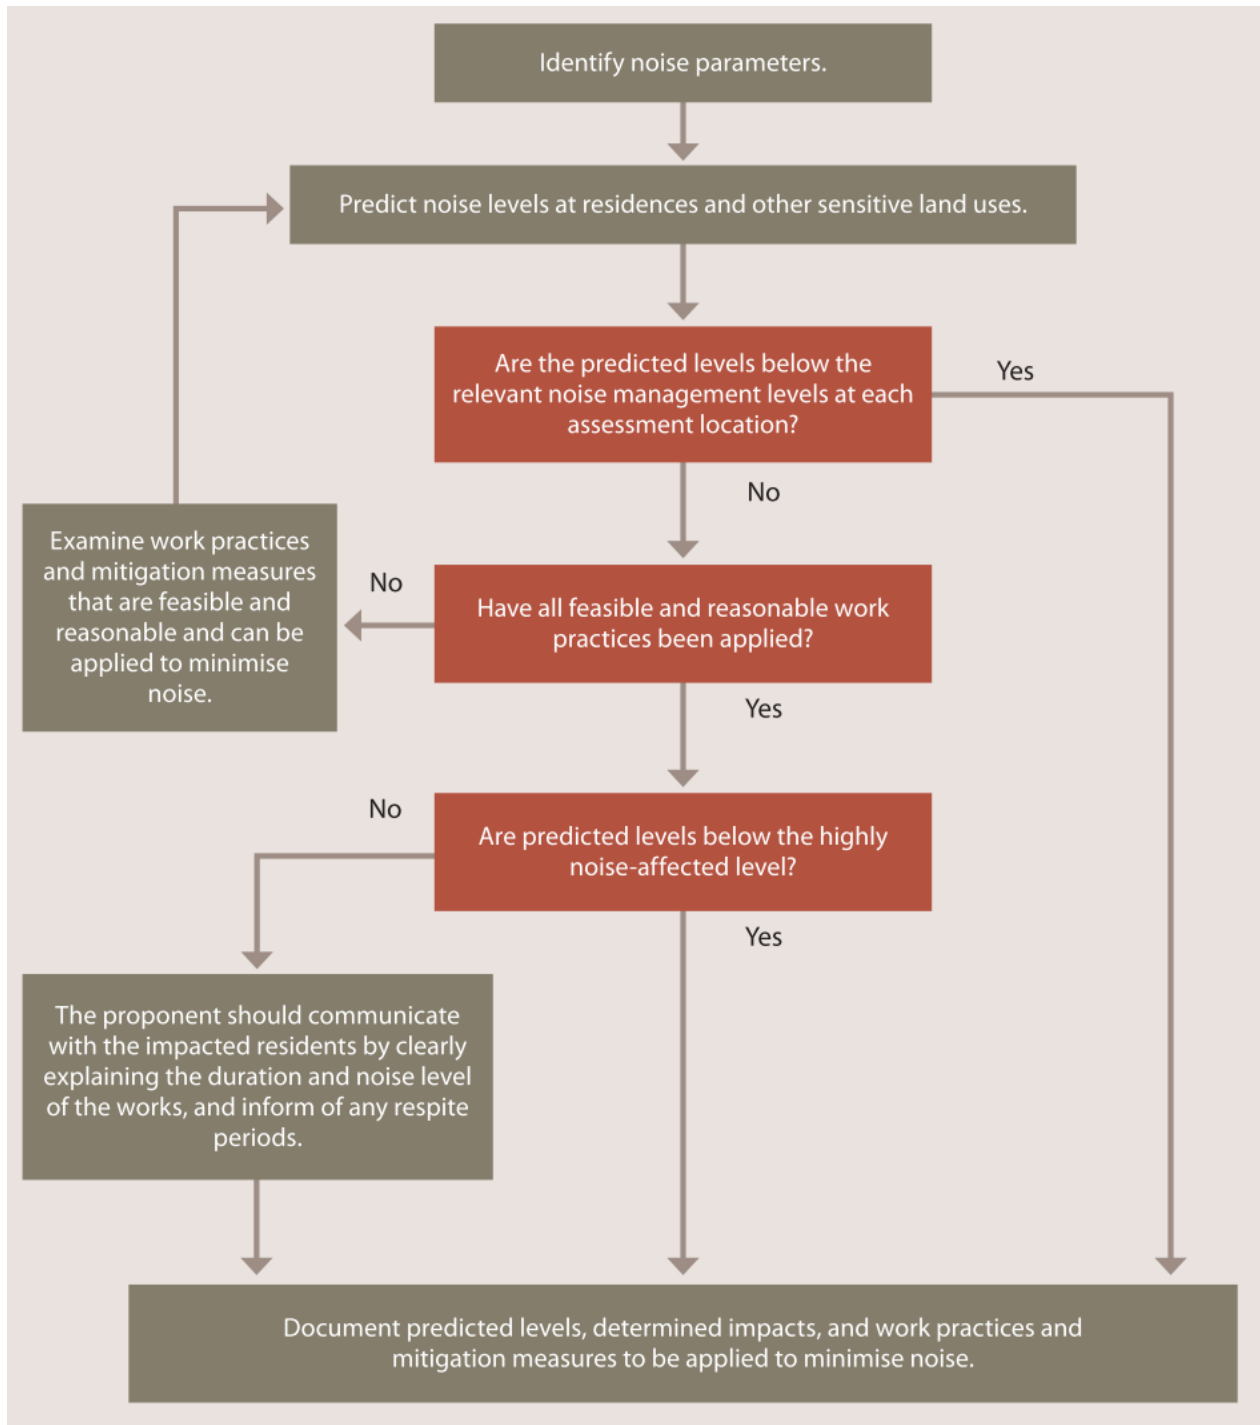 Identify noise parameters.
Predict noise levels at residences and other sensitive land uses.
Are the predicted levels below the
relevant noise management levels at each
assessment location?
Yes
No
Examine work practices
and mitigation measures
that are feasible and
reasonable and can be
applied to minimise
noise.
No
Have all feasible and reasonable work
practices been applied?
Yes
No
Are predicted levels below the highly
noise-affected level?
Yes
The proponent should communicate
with the impacted residents by clearly
explaining the duration and noise level
of the works, and inform of any respite
periods.
Document predicted levels, determined impacts, and work practices and
mitigation measures to be applied to minimise noise.